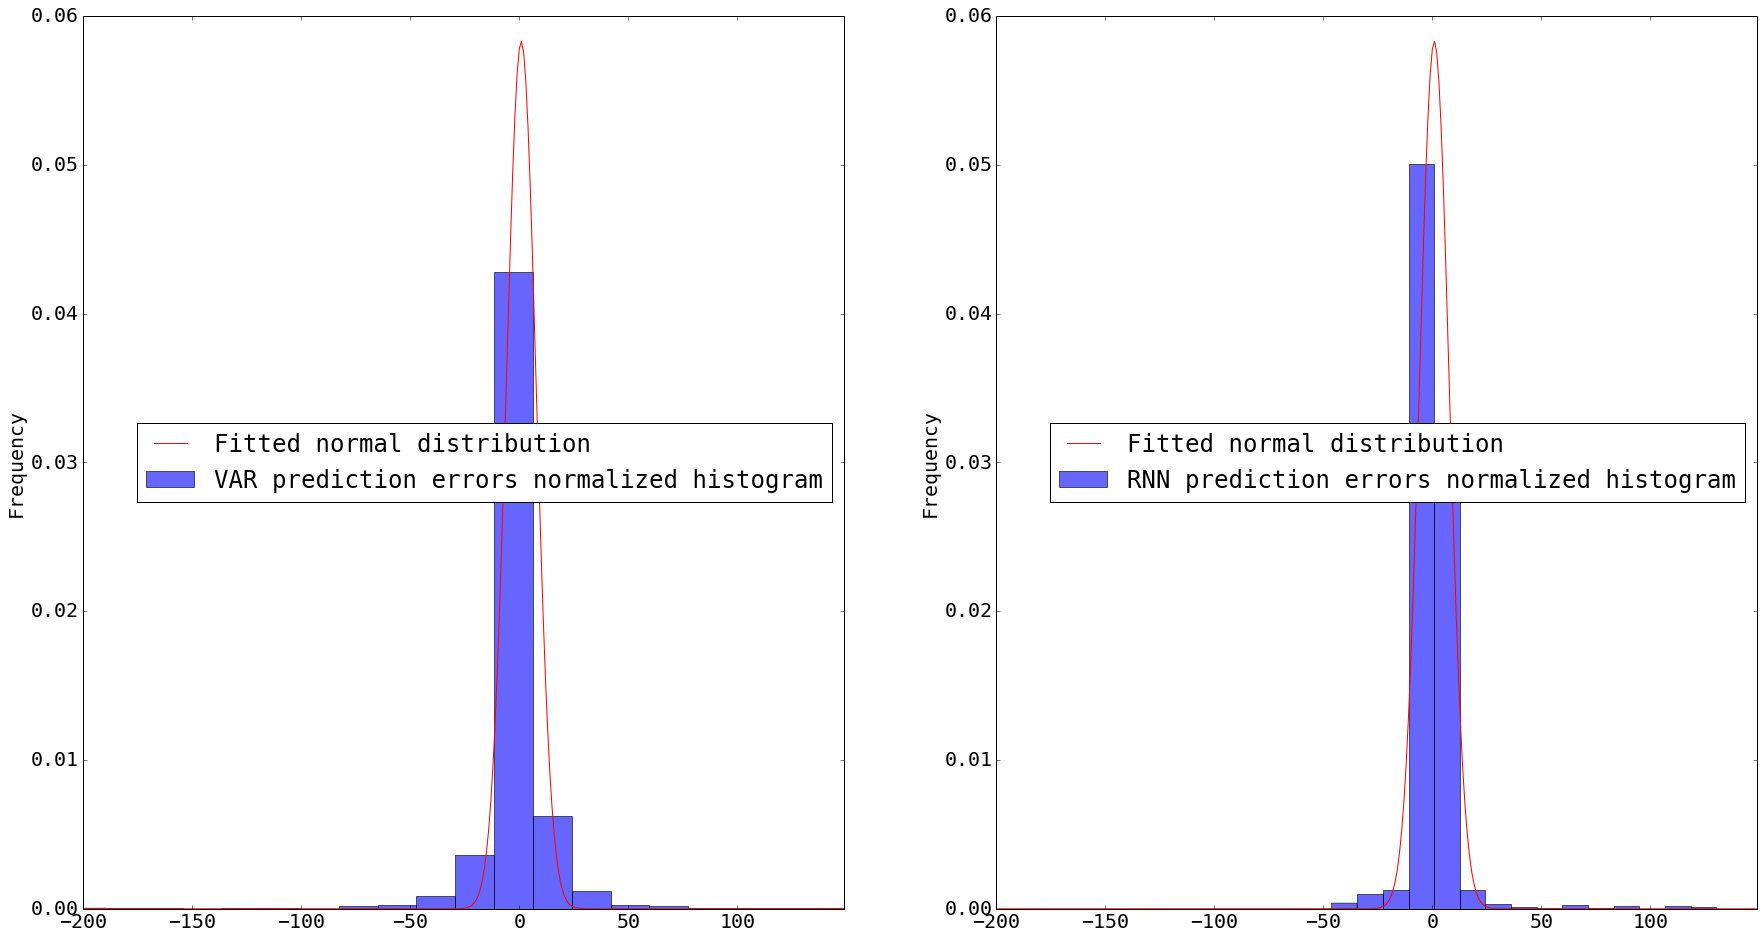 0.06
0.05
0.04
0.03
0.02
0.01
0.00
Frequency
Fitted normal distribution
VAR prediction errors normalized histogram
−200 −150 −100 −50 0 50 100
0.06
0.05
0.04
0.03
0.02
0.01
0.00
Frequency
Fitted normal distribution
RNN prediction errors normalized histogram
−200 −150 −100 −50 0 50 100